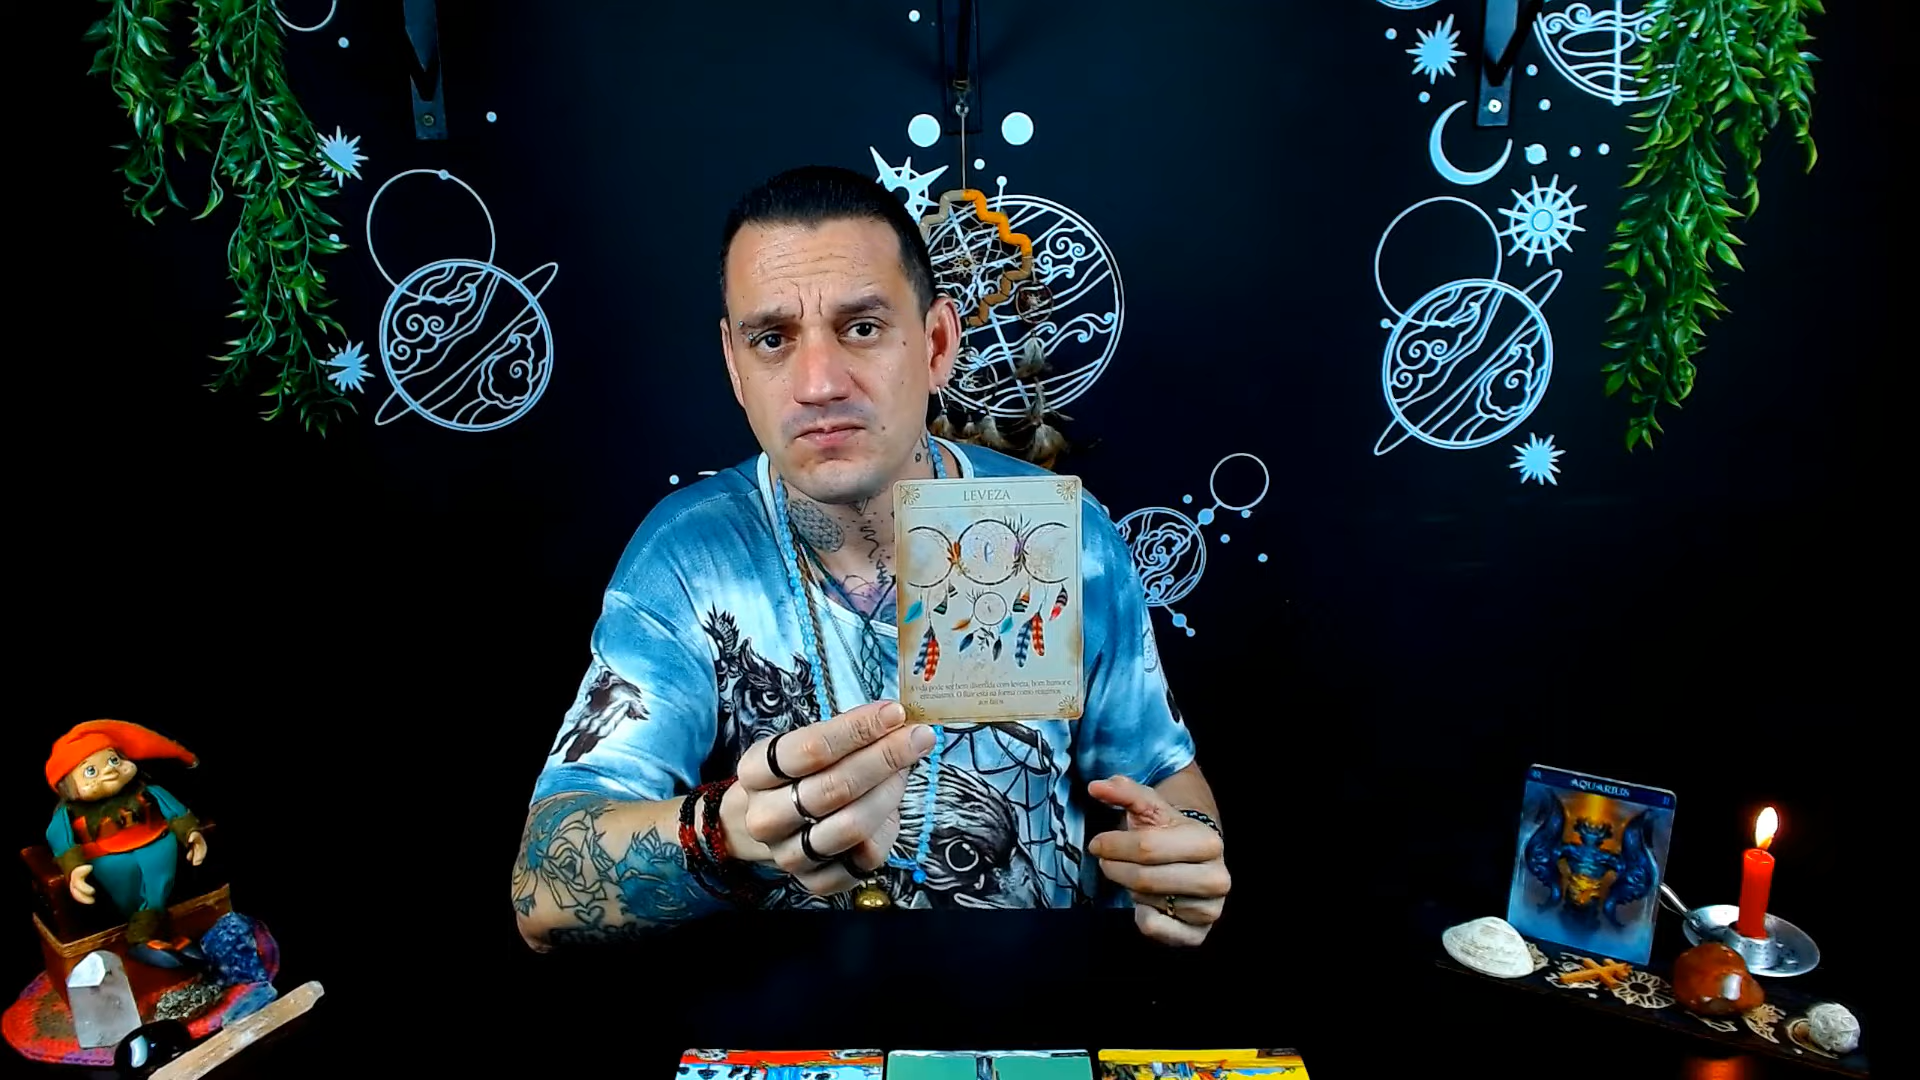 LEVEZA
A vida pode ser bem divertida com leveza, bom humor e
entusiasmo. O fluir está na forma como reagimos
aos fatos.
AQUARIUS